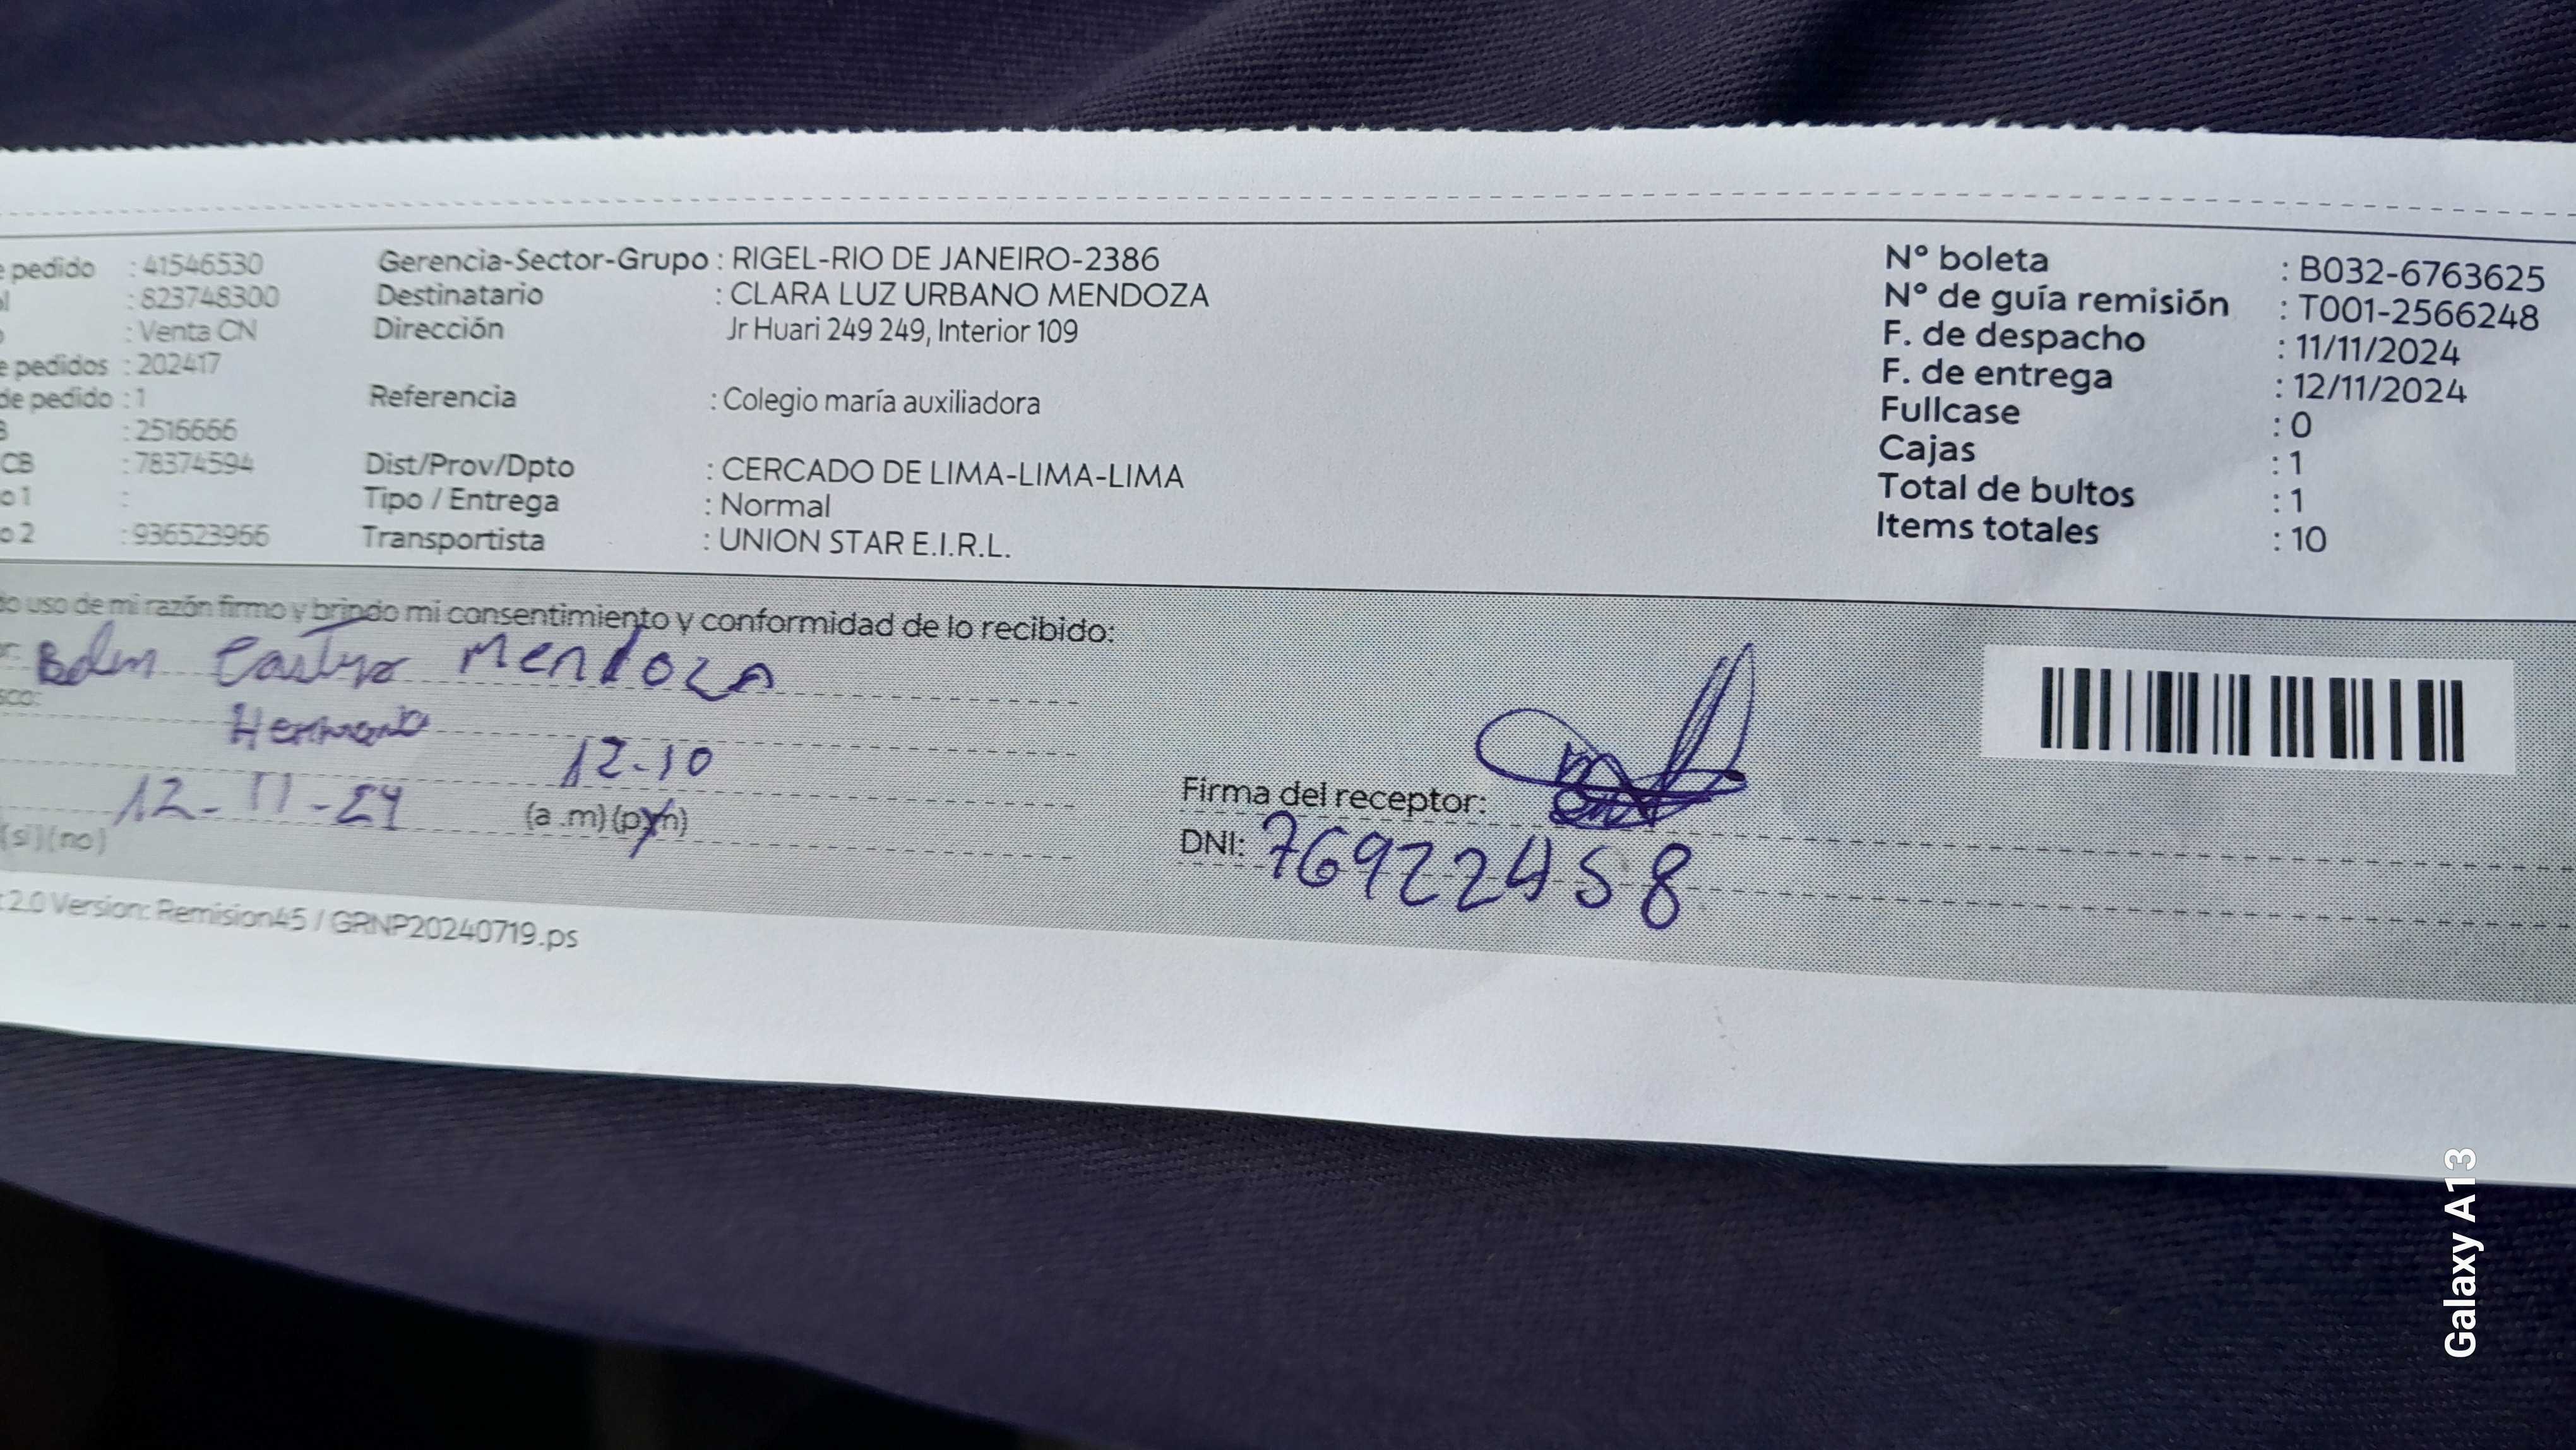 e pedido : 41546530 Gerencia-Sector-Grupo : RIGEL-RIO DE JANEIRO-2386 Nº boleta : B032-6763625
l : 823748300 Destinatario : CLARA LUZ URBANO MENDOZA Nº de guía remisión : T001-2566248
o : Venta CN Dirección Jr Huari 249 249, Interior 109 F. de despacho : 11/11/2024
e pedidos : 202417 F. de entrega : 12/11/2024
de pedido : 1 Referencia : Colegio maría auxiliadora Fullcase : 0
B : 2516666 Cajas : 1
CB : 78374594 Dist/Prov/Dpto : CERCADO DE LIMA-LIMA-LIMA Total de bultos : 1
o 1 : Tipo / Entrega : Normal Items totales : 10
o 2 : 936523966 Transportista : UNION STAR E.I.R.L.
do uso de mi razón firmo y brindo mi consentimiento y conformidad de lo recibido:
r: Castro Mendoza
sco: Hermano
12-11-24 12-10 (a .m) (p.m)
(si) (no)
Firma del receptor:
DNI: 76922458
: 2.0 Version: Remision45 / GRNP20240719.ps
Galaxy A13